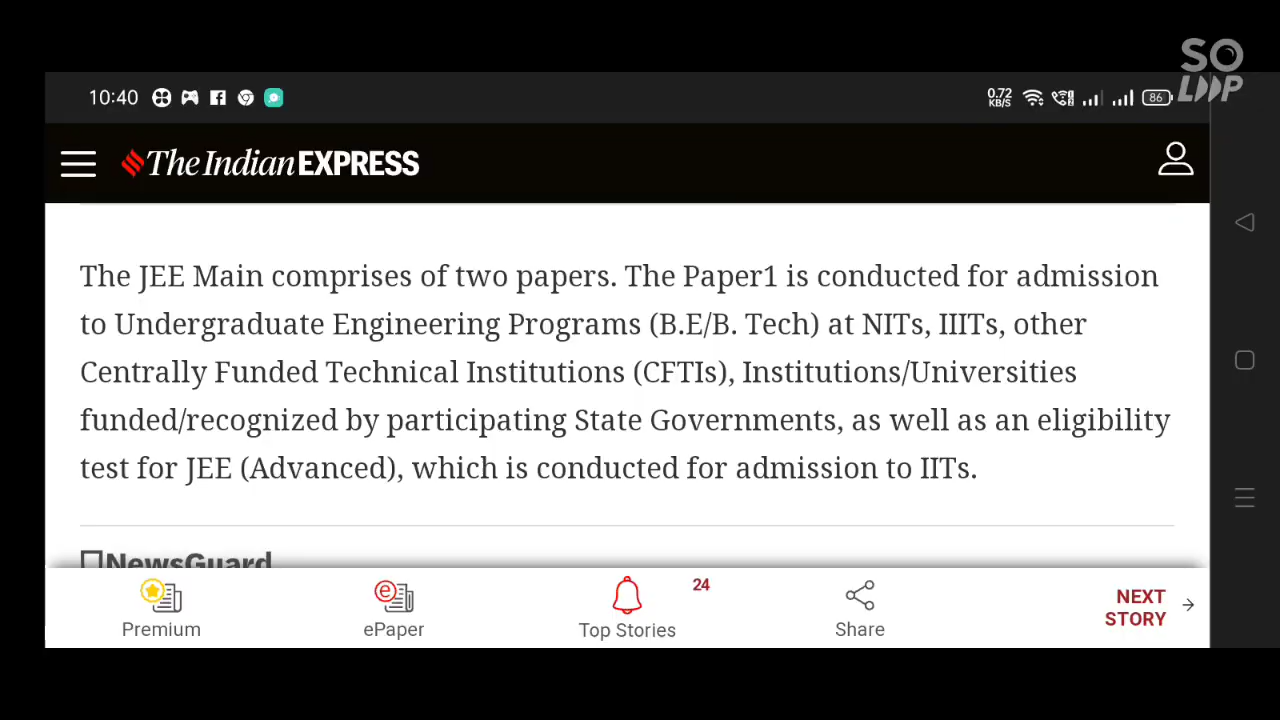 SO
LOOP
10:40
0.72
KB/S
86
The Indian EXPRESS
The JEE Main comprises of two papers. The Paper1 is conducted for admission
to Undergraduate Engineering Programs (B.E/B. Tech) at NITs, IIITs, other
Centrally Funded Technical Institutions (CFTIs), Institutions/Universities
funded/recognized by participating State Governments, as well as an eligibility
test for JEE (Advanced), which is conducted for admission to IITs.
NewsGuard
Premium
ePaper
Top Stories
24
Share
NEXT
STORY